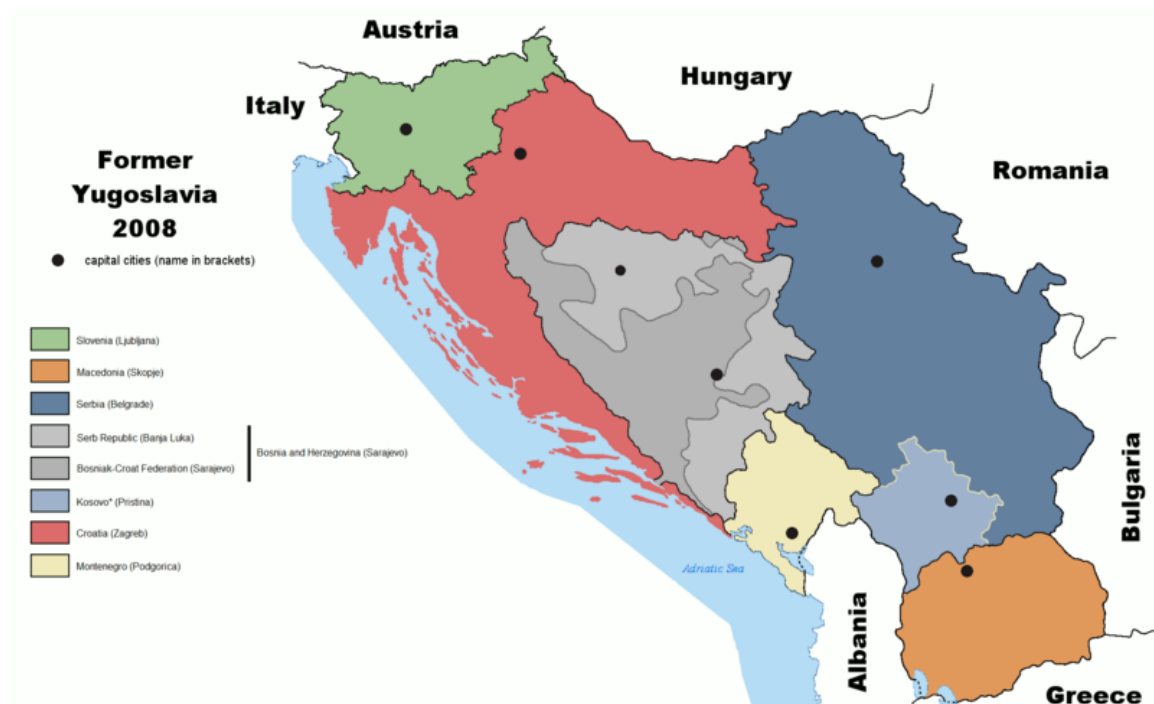 Austria
Hungary
Italy
Romania
Former
Yugoslavia
2008
capital cities (name in brackets)
Slovenia (Ljubljana)
Macedonia (Skopje)
Serbia (Belgrade)
Serb Republic (Banja Luka)
Bosnia and Herzegovina (Sarajevo)
Bosniak-Croat Federation (Sarajevo)
Kosovo* (Pristina)
Croatia (Zagreb)
Montenegro (Podgorica)
Adriatic Sea
Bulgaria
Albania
Greece